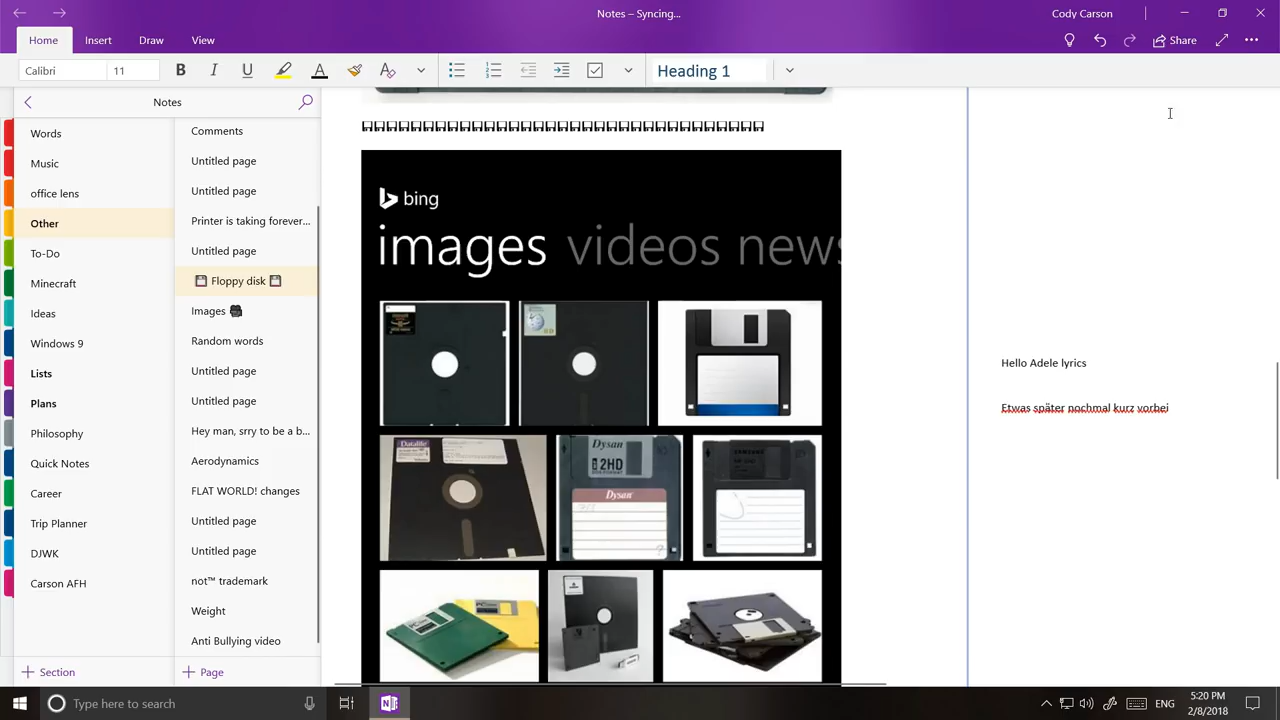 Notes – Syncing...
Cody Carson
Home
Insert
Draw
View
Share
Calibri
11
B
I
U
A
A
Heading 1
Notes
Words
Music
office lens
Other
To-Do
Minecraft
Ideas
Windows 9
Lists
Plans
Philosophy
Quick Notes
Career
Trip Planner
DJWK
Carson AFH
Section
Comments
Untitled page
Untitled page
Printer is taking forever...
Untitled page
💾 Floppy disk 💾
Images
Random words
Untitled page
Untitled page
Hey man, srry to be a b...
Aerodynamics
FLAT WORLD! changes
Untitled page
Untitled page
not™ trademark
Weight
Anti Bullying video
Page
bing
images videos news
Datalife
Dysan
2HD
Dysan
Hello Adele lyrics
Etwas später nochmal kurz vorbei
Type here to search
ENG
5:20 PM
2/8/2018